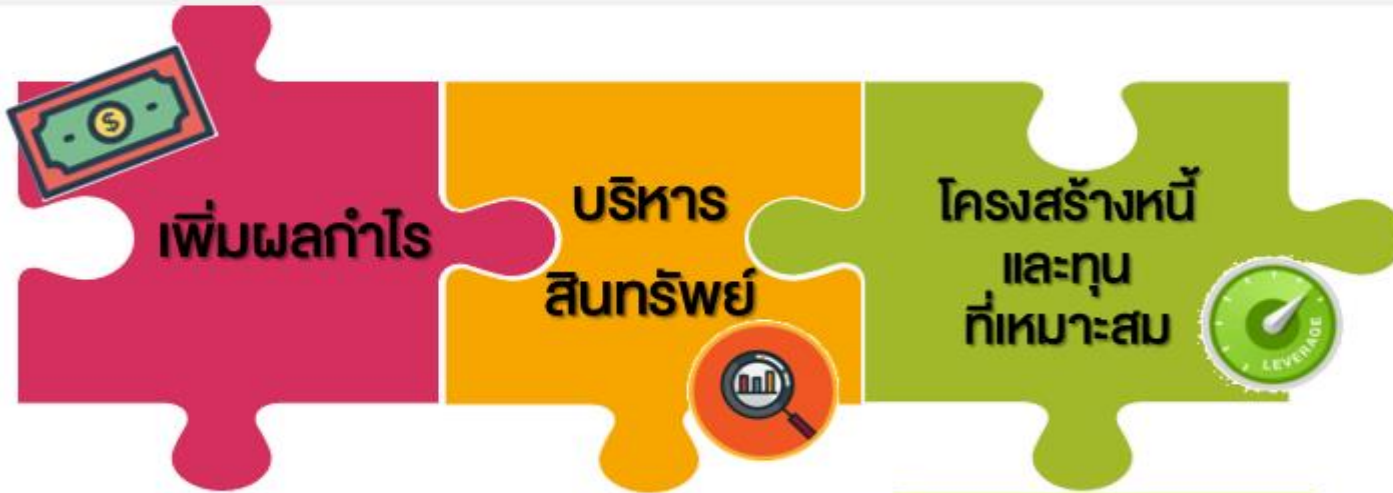 เพิ่มผลกำไร
บริหาร
สินทรัพย์
โครงสร้างหนี้
และทุน
ที่เหมาะสม
$
LEVERAGE